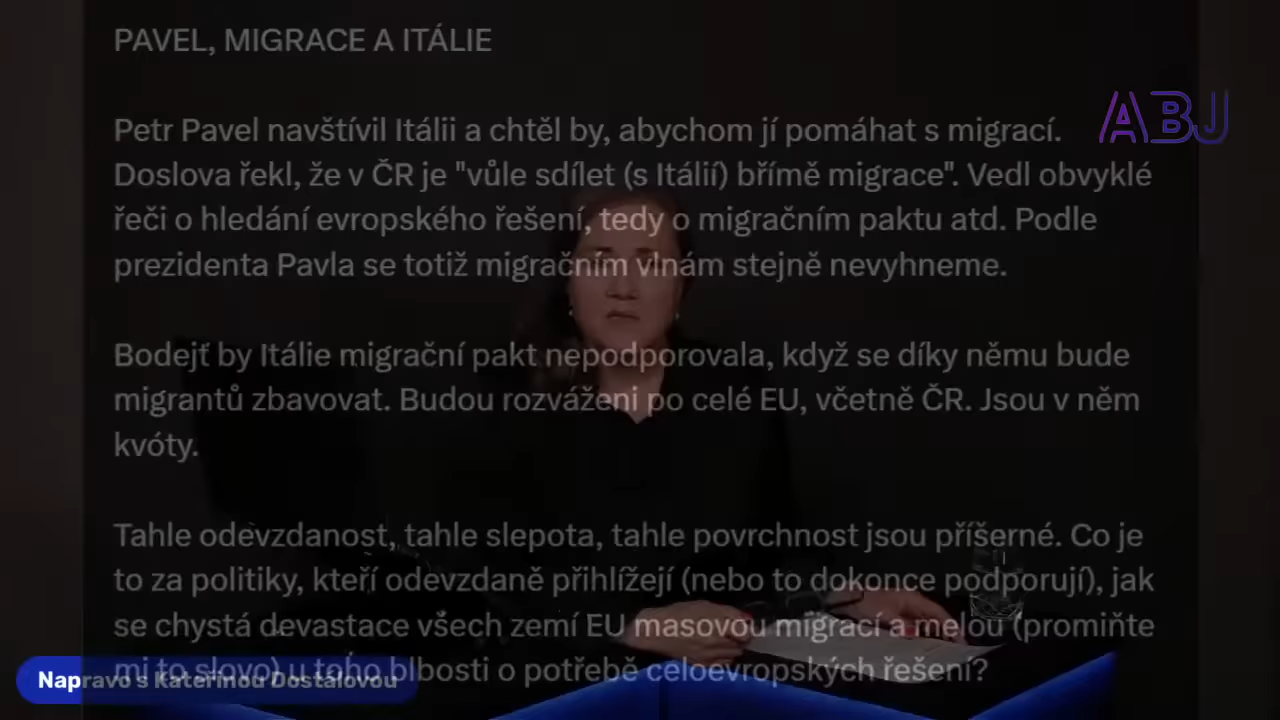 PAVEL, MIGRACE A ITÁLIE
ABJ
Petr Pavel navštívil Itálii a chtěl by, abychom jí pomáhat s migrací.
Doslova řekl, že v ČR je "vůle sdílet (s Itálií) břímě migrace". Vedl obvyklé
řeči o hledání evropského řešení, tedy o migračním paktu atd. Podle
prezidenta Pavla se totiž migračním vlnám stejně nevyhneme.
Bodejť by Itálie migrační pakt nepodporovala, když se díky němu bude
migrantů zbavovat. Budou rozváženi po celé EU, včetně ČR. Jsou v něm
kvóty.
Tahle odevzdanost, tahle slepota, tahle povrchnost jsou příšerné. Co je
to za politiky, kteří odevzdaně přihlížejí (nebo to dokonce podporují), jak
se chystá devastace všech zemí EU masovou migrací a melou (promiňte
mi to slovo) u toho blbosti o potřebě celoevropských řešení?
Napravo s Kateřinou Dostálovou